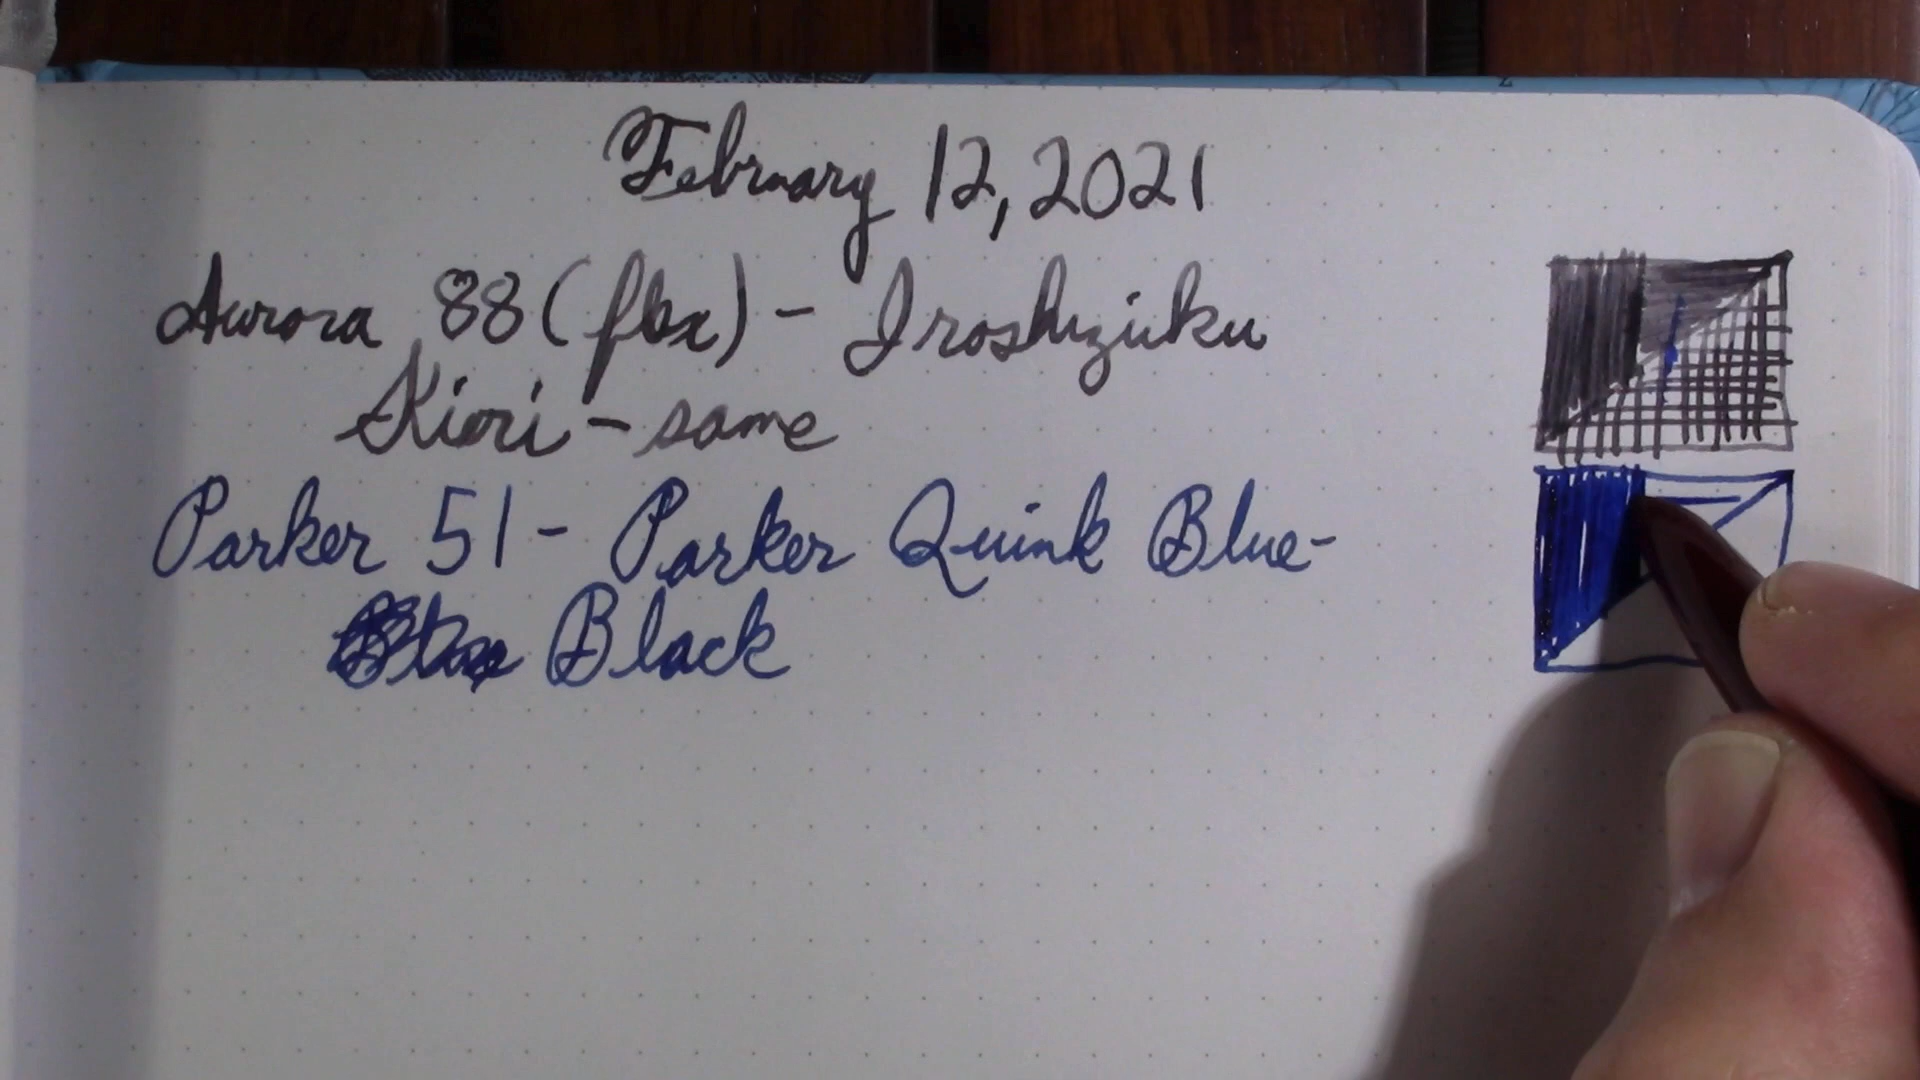 February 12, 2021
Aurora 88 (flex) - Iroshizuku
Kiri - same
Parker 51 - Parker Quink Blue-
Black